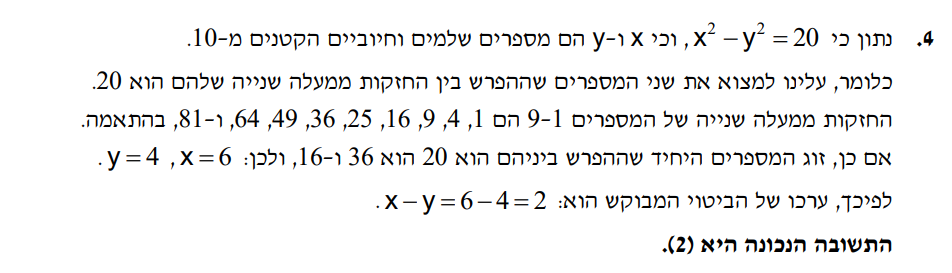 4. נתון כי x² − y² = 20, וכי x ו-y הם מספרים שלמים וחיוביים הקטנים מ-10.
כלומר, עלינו למצוא את שני המספרים שההפרש בין החזקות ממעלה שנייה שלהם הוא 20.
החזקות ממעלה שנייה של המספרים 1-9 הם 1, 4, 9, 16, 25, 36, 49, 64, ו-81, בהתאמה.
אם כן, זוג המספרים היחיד שההפרש ביניהם הוא 20 הוא 36 ו-16, ולכן: x = 6, y = 4.
לפיכך, ערכו של הביטוי המבוקש הוא: x − y = 6 − 4 = 2.
התשובה הנכונה היא (2).